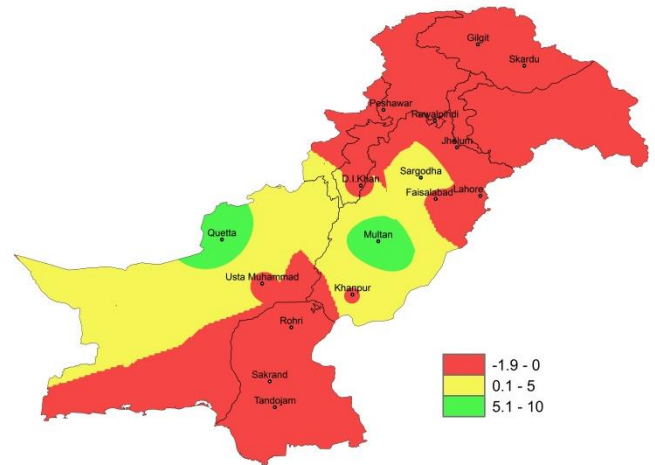 Gilgit
Skardu
Peshawar
Rawalpindi
Jhelum
D.I.Khan
Sargodha
Faisalabad
Lahore
Quetta
Multan
Usta Muhammad
Khanpur
Rohri
Sakrand
Tandojam
-1.9 - 0
0.1 - 5
5.1 - 10